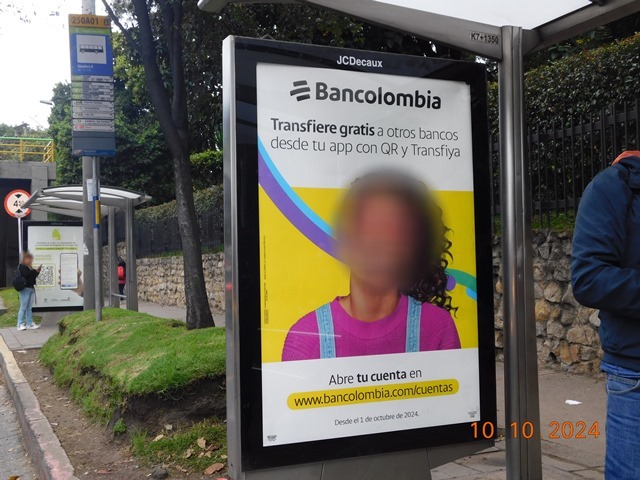 250A01
K7+1350
JCDecaux
Bancolombia
Transfiere gratis a otros bancos
desde tu app con QR y Transfiya
Abre tu cuenta en
www.bancolombia.com/cuentas
Desde el 1 de octubre de 2024.
10 10 2024